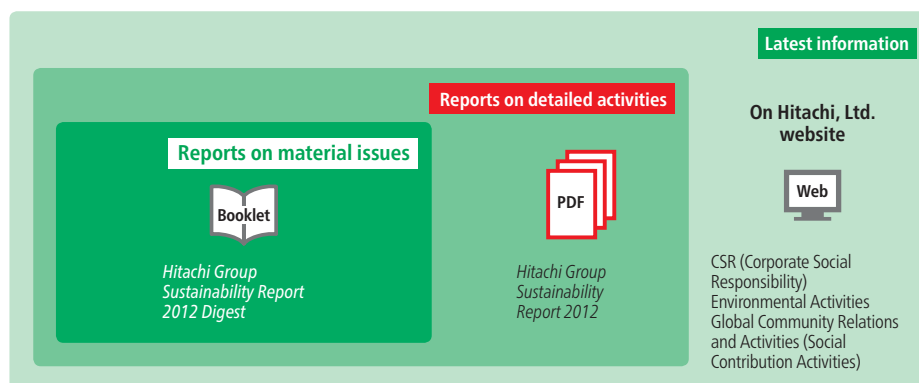 Latest information
Reports on detailed activities
Reports on material issues
Booklet
Hitachi Group
Sustainability Report
2012 Digest
PDF
Hitachi Group
Sustainability
Report 2012
On Hitachi, Ltd.
website
Web
CSR (Corporate Social
Responsibility)
Environmental Activities
Global Community Relations
and Activities (Social
Contribution Activities)